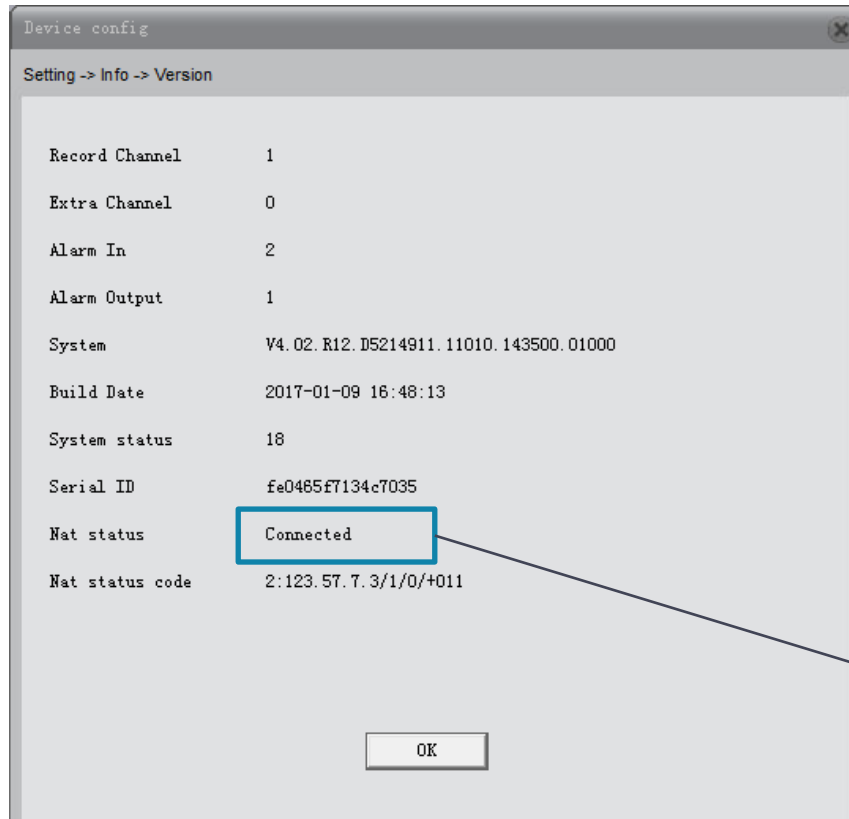 Device config
Setting -> Info -> Version
Record Channel 1
Extra Channel 0
Alarm In 2
Alarm Output 1
System V4.02.R12.D5214911.11010.143500.01000
Build Date 2017-01-09 16:48:13
System status 18
Serial ID fe0465f7134c7035
Nat status Connected
Nat status code 2:123.57.7.3/1/0/+011
OK